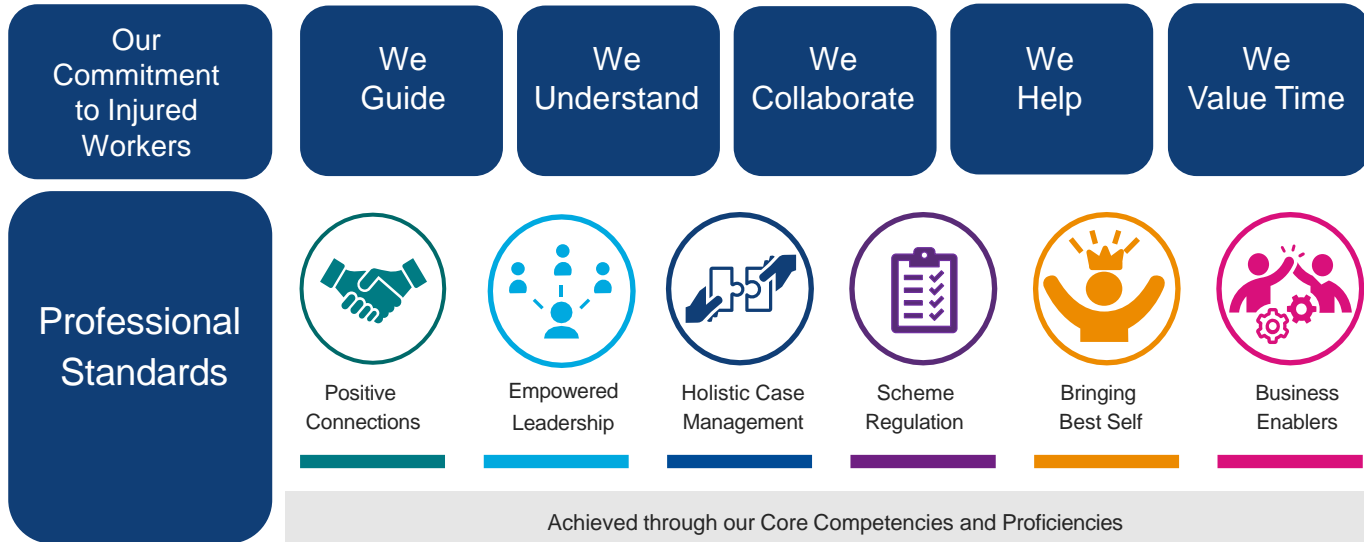 Our
Commitment
to Injured
Workers
We
Guide
We
Understand
We
Collaborate
We
Help
We
Value Time
Professional
Standards
Positive
Connections
Empowered
Leadership
Holistic Case
Management
Scheme
Regulation
Bringing
Best Self
Business
Enablers
Achieved through our Core Competencies and Proficiencies